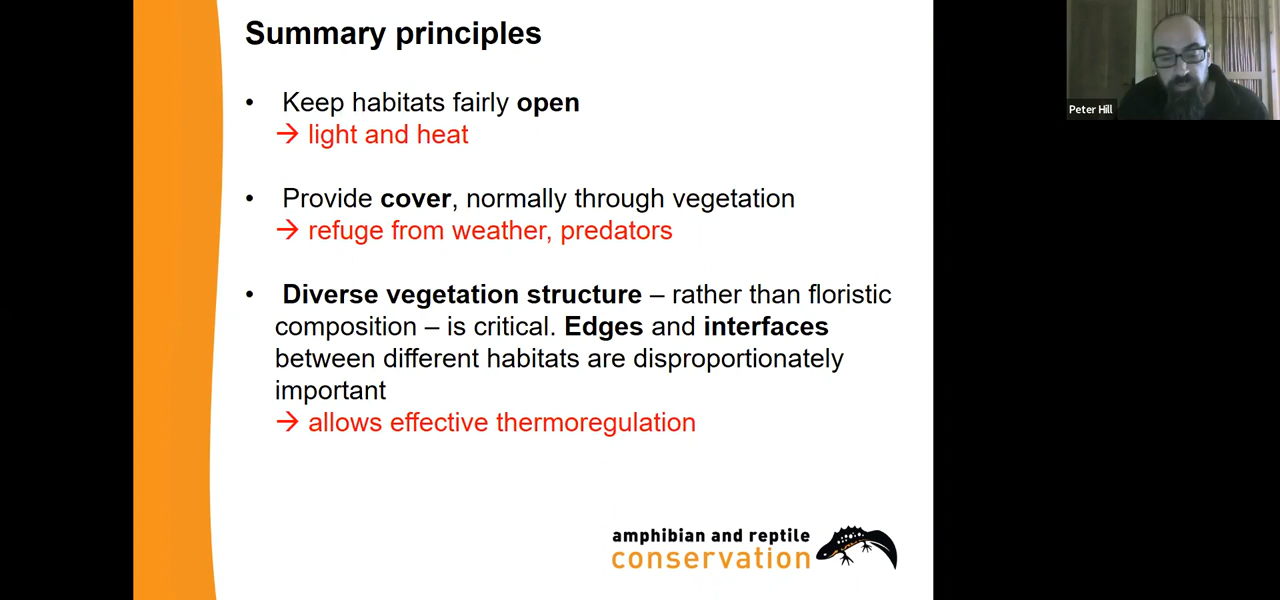 Summary principles
• Keep habitats fairly open
→ light and heat
• Provide cover, normally through vegetation
→ refuge from weather, predators
• Diverse vegetation structure – rather than floristic
composition – is critical. Edges and interfaces
between different habitats are disproportionately
important
→ allows effective thermoregulation
amphibian and reptile
conservation
Peter Hill